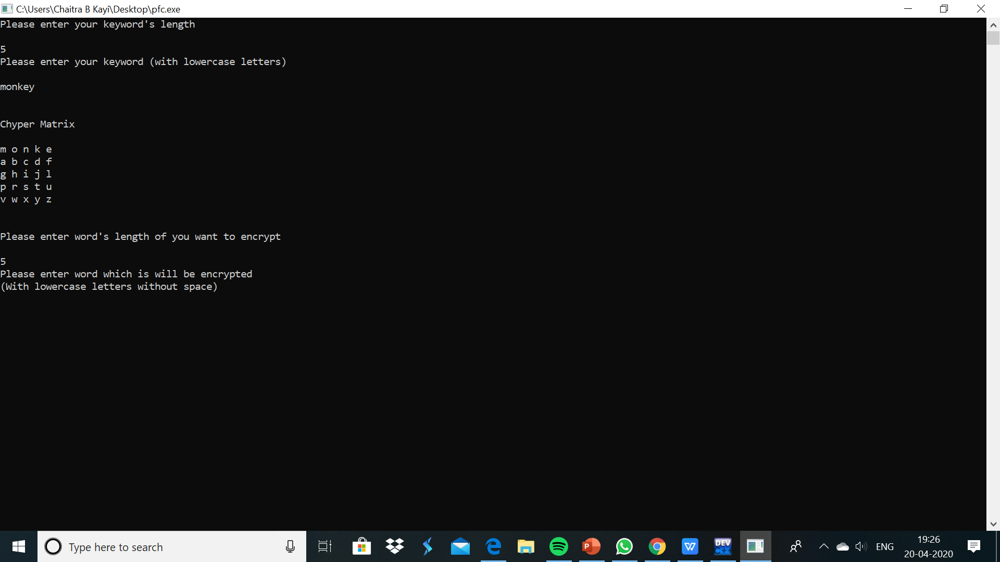 C:\Users\Chaitra B Kayi\Desktop\pfc.exe
Please enter your keyword's length
5
Please enter your keyword (with lowercase letters)
monkey
Chyper Matrix
m o n k e
a b c d f
g h i j l
p r s t u
v w x y z
Please enter word's length of you want to encrypt
5
Please enter word which is will be encrypted
(With lowercase letters without space)
Type here to search
P
W
DEV
C++
ENG
19:26
20-04-2020